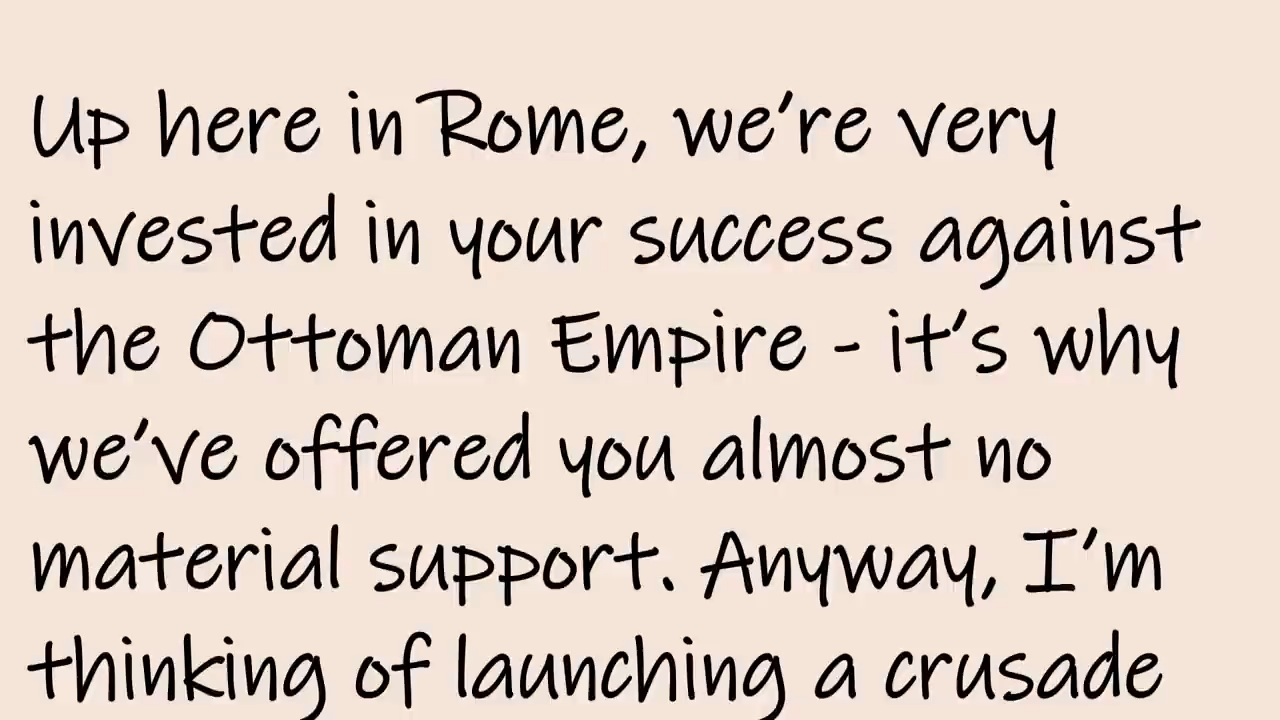 Up here in Rome, we're very
invested in your success against
the Ottoman Empire - it's why
we've offered you almost no
material support. Anyway, I'm
thinking of launching a crusade